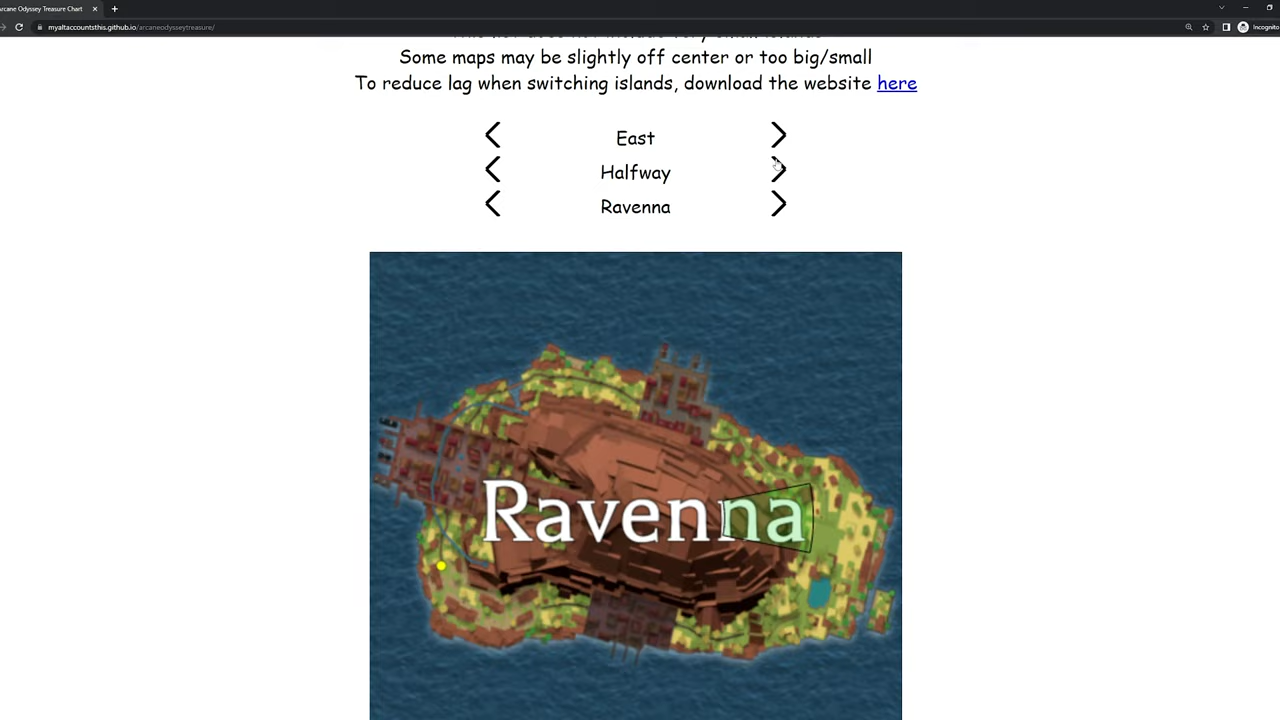 Arcane Odyssey Treasure Chart
myaltaccountsthis.github.io/arcaneodysseytreasure/
Incognito
Some maps may be slightly off center or too big/small
To reduce lag when switching islands, download the website here
East
Halfway
Ravenna
Ravenna